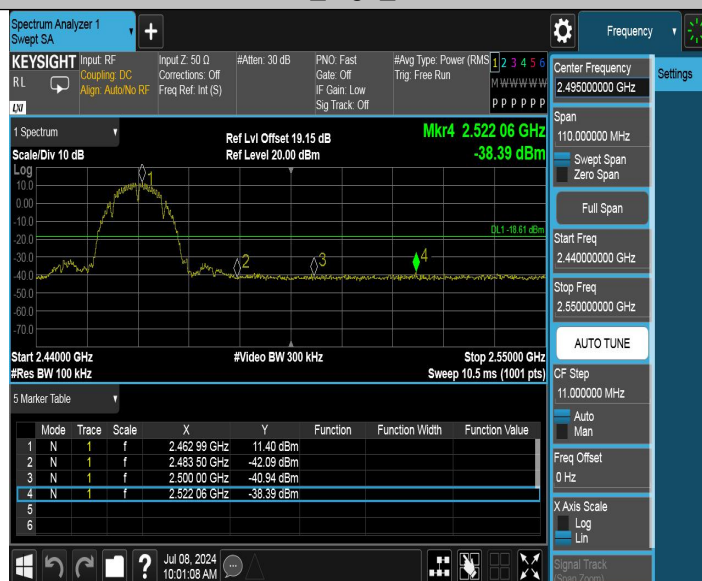 Spectrum Analyzer 1
Swept SA
+
Frequency
KEYSIGHT
RL
LXI
Input: RF
Coupling: DC
Align: Auto/No RF
Input Z: 50 Ω
Corrections: Off
Freq Ref: Int (S)
#Atten: 30 dB
PNO: Fast
Gate: Off
IF Gain: Low
Sig Track: Off
#Avg Type: Power (RMS
Trig: Free Run
1 2 3 4 5 6
M W W W W W
P P P P P P
Center Frequency
2.495000000 GHz
Settings
Span
110.000000 MHz
Swept Span
Zero Span
Full Span
Start Freq
2.440000000 GHz
Stop Freq
2.550000000 GHz
AUTO TUNE
CF Step
11.000000 MHz
Auto
Man
Freq Offset
0 Hz
X Axis Scale
Log
Lin
Signal Track
(Span Zoom)
1 Spectrum
Scale/Div 10 dB
Ref Lvl Offset 19.15 dB
Ref Level 20.00 dBm
Mkr4 2.522 06 GHz
-38.39 dBm
Log
10.0
0.00
-10.0
-20.0
-30.0
-40.0
-50.0
-60.0
-70.0
1
2
3
4
DL1 -18.61 dBm
Start 2.44000 GHz
#Res BW 100 kHz
#Video BW 300 kHz
Stop 2.55000 GHz
Sweep 10.5 ms (1001 pts)
5 Marker Table
Mode Trace Scale X Y Function Function Width Function Value
1 N 1 f 2.462 99 GHz 11.40 dBm
2 N 1 f 2.483 50 GHz -42.09 dBm
3 N 1 f 2.500 00 GHz -40.94 dBm
4 N 1 f 2.522 06 GHz -38.39 dBm
5
6
?
Jul 08, 2024
10:01:08 AM